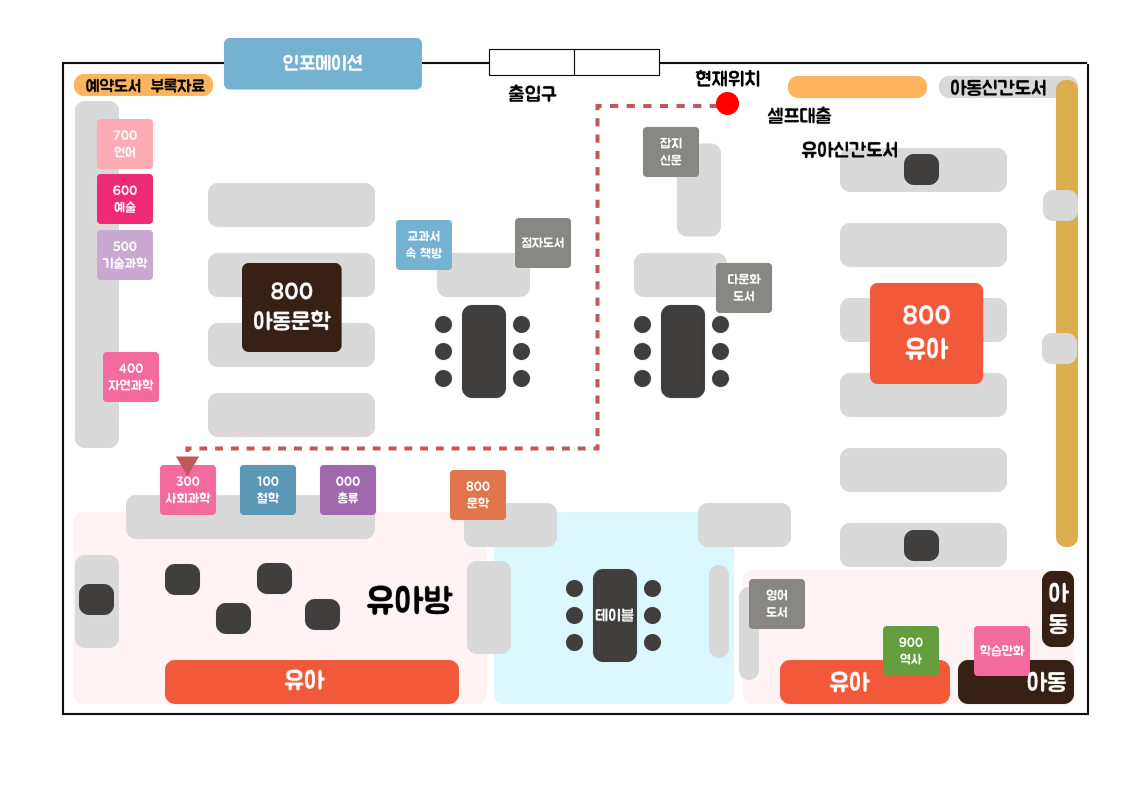 인포메이션
현재위치
예약도서 부록자료
출입구
아동신간도서
셀프대출
700
언어
잡지
신문
유아신간도서
600
예술
500
기술과학
교과서
속 책방
점자도서
800
아동문학
다문화
도서
800
유아
400
자연과학
300
사회과학
100
철학
000
총류
800
문학
유아방
테이블
영어
도서
아
동
900
역사
학습만화
유아
유아
아동